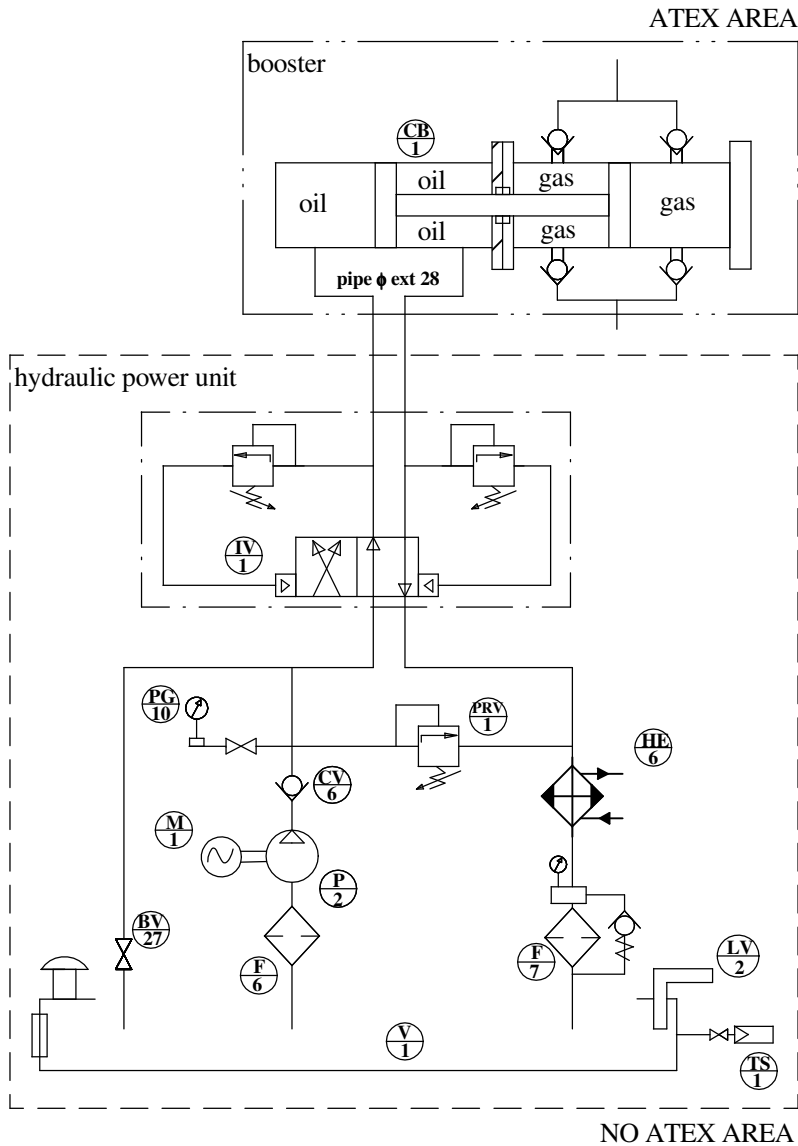 ATEX AREA
booster
CB
1
oil
gas
oil
gas
oil
gas
pipe ϕ ext 28
hydraulic power unit
IV
1
PG
10
PRV
1
HE
6
CV
6
M
1
P
2
BV
27
F
6
F
7
LV
2
V
1
TS
1
NO ATEX AREA